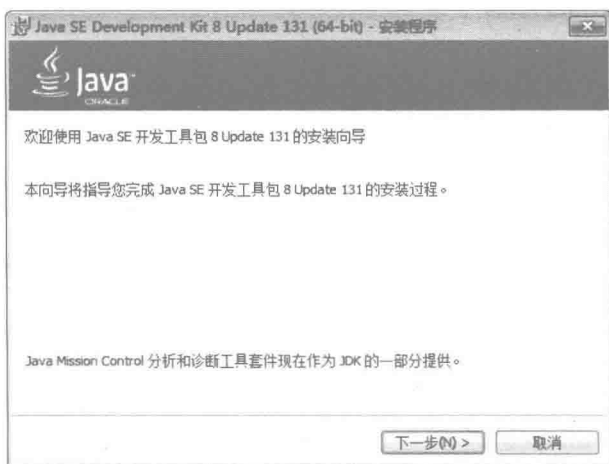 Java SE Development Kit 8 Update 131 (64-bit) - 安装程序
Java
ORACLE
欢迎使用 Java SE 开发工具包 8 Update 131 的安装向导
本向导将指导您完成 Java SE 开发工具包 8 Update 131 的安装过程。
Java Mission Control 分析和诊断工具套件现在作为 JDK 的一部分提供。
下一步(N) >
取消